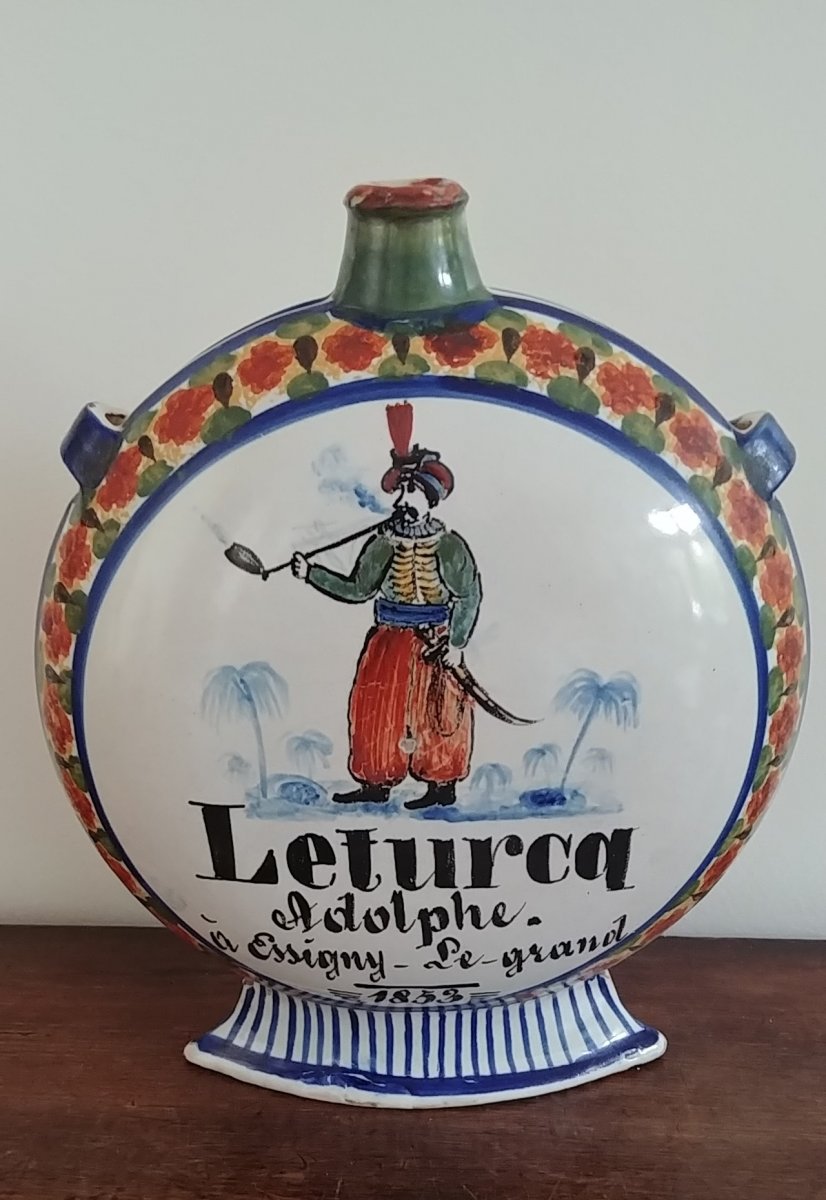 Leturcq
Adolphe.
à Essigny-Le-grand
1853